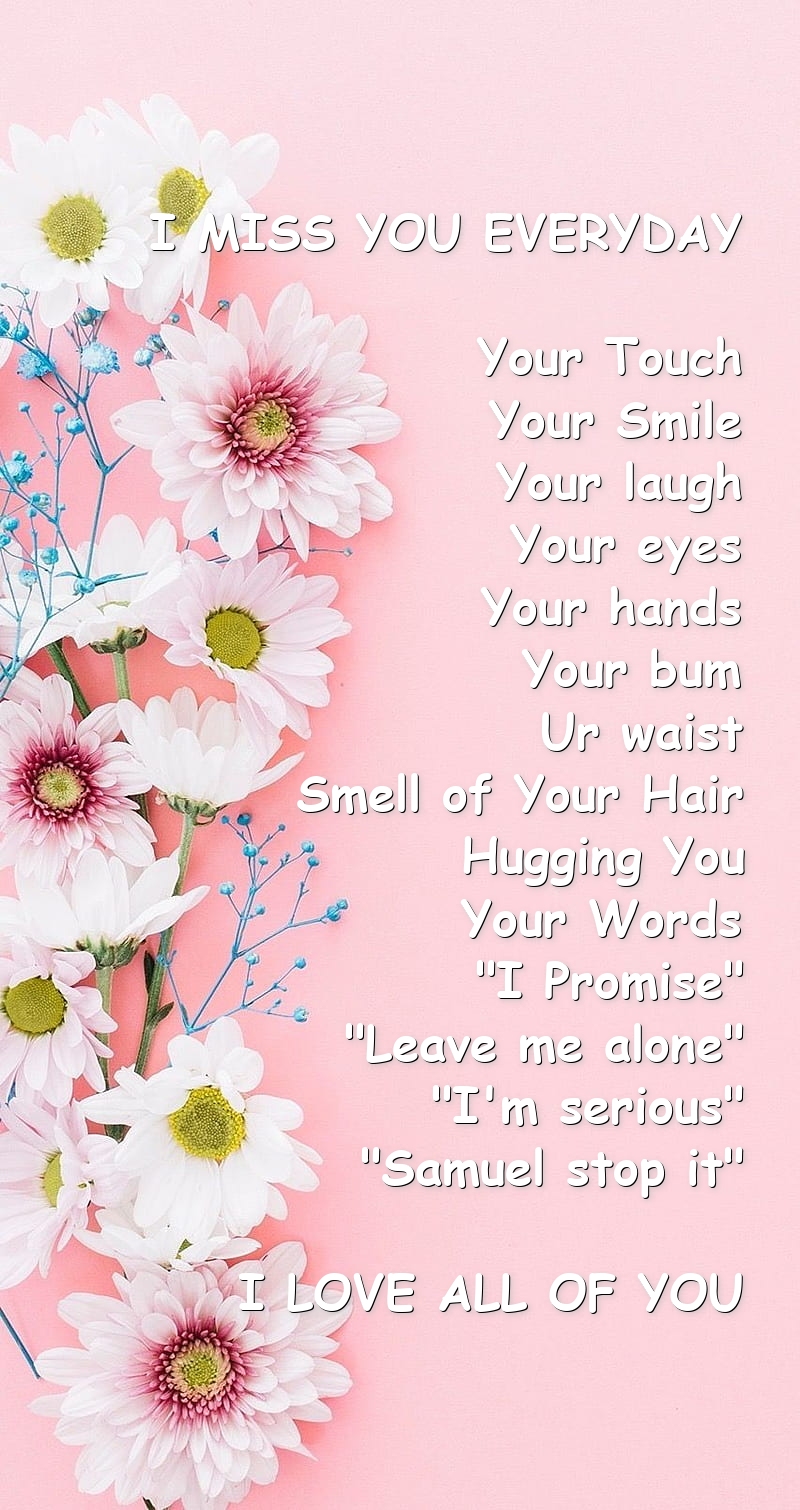 I MISS YOU EVERYDAY
Your Touch
Your Smile
Your laugh
Your eyes
Your hands
Your bum
Ur waist
Smell of Your Hair
Hugging You
Your Words
"I Promise"
"Leave me alone"
"I'm serious"
"Samuel stop it"
I LOVE ALL OF YOU